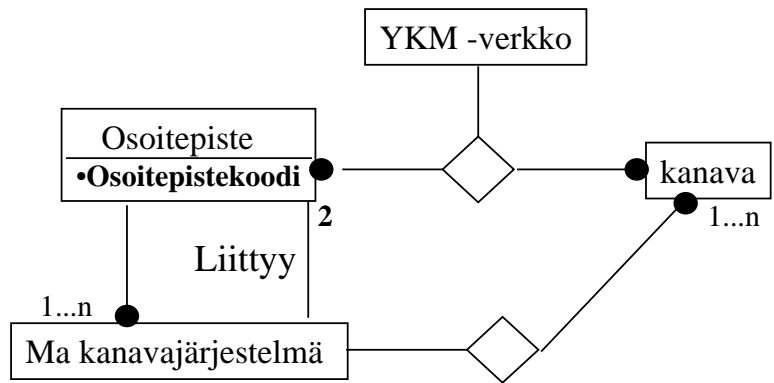 YKM -verkko
Osoitepiste
•Osoitepistekoodi
kanava
2
1...n
Liittyy
1...n
Ma kanavajärjestelmä